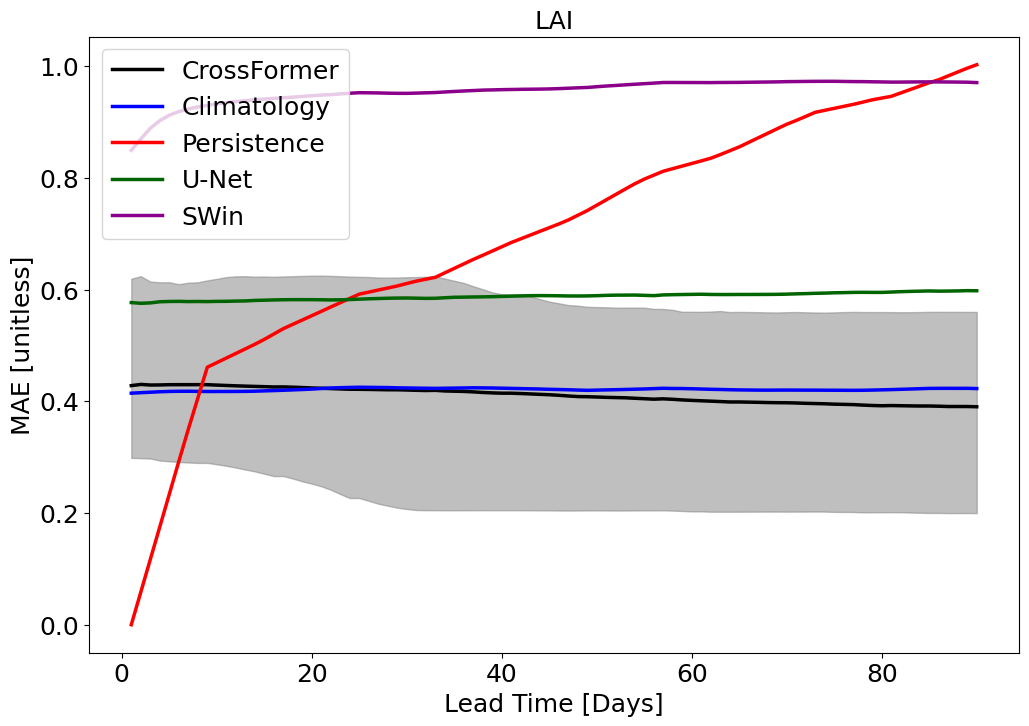 LAI
CrossFormer
Climatology
Persistence
U-Net
SWin
MAE [unitless]
1.0
0.8
0.6
0.4
0.2
0.0
0 20 40 60 80
Lead Time [Days]